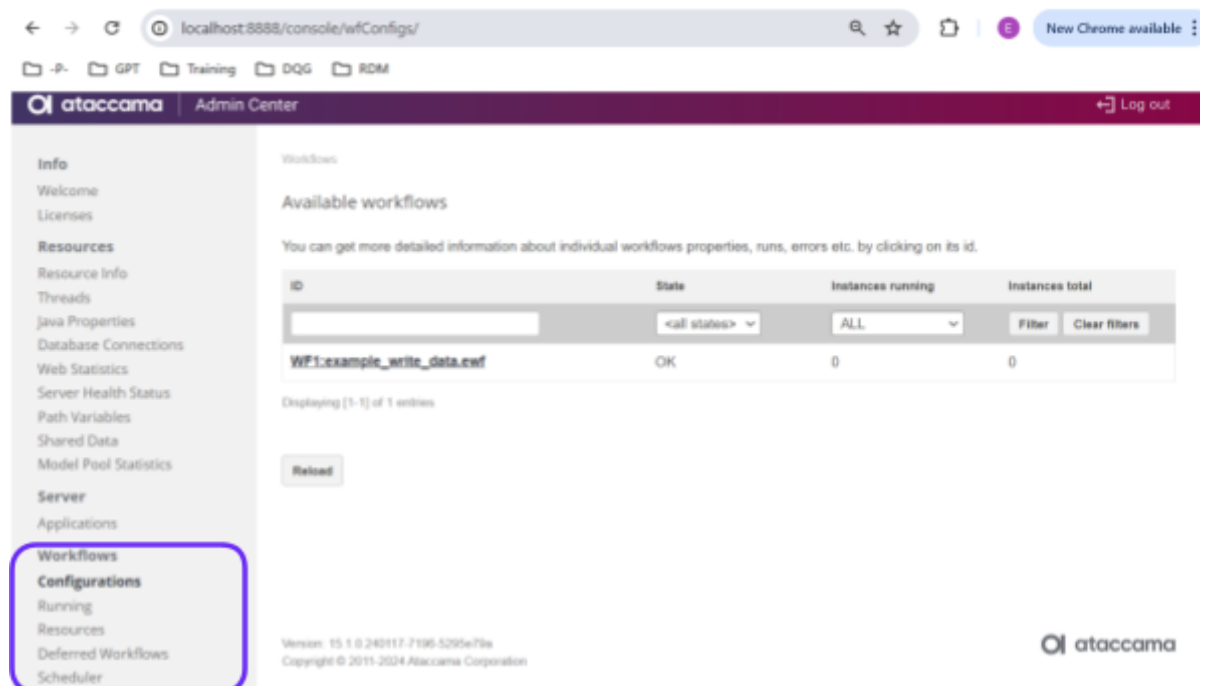 localhost:8888/console/wfConfigs/
E
New Chrome available
-P- GPT Training DQG RDM
ataccama Admin Center
Log out
Info
Welcome
Licenses
Resources
Resource Info
Threads
Java Properties
Database Connections
Web Statistics
Server Health Status
Path Variables
Shared Data
Model Pool Statistics
Server
Applications
Workflows
Configurations
Running
Resources
Deferred Workflows
Scheduler
Workflows
Available workflows
You can get more detailed information about individual workflows properties, runs, errors etc. by clicking on its id.
ID State Instances running Instances total
<all states> ALL Filter Clear filters
WF1:example_write_data.ewf OK 0 0
Displaying [1-1] of 1 entries
Reload
Version: 15.1.0.240117-7196-5295e79a
Copyright © 2011-2024 Ataccama Corporation
ataccama